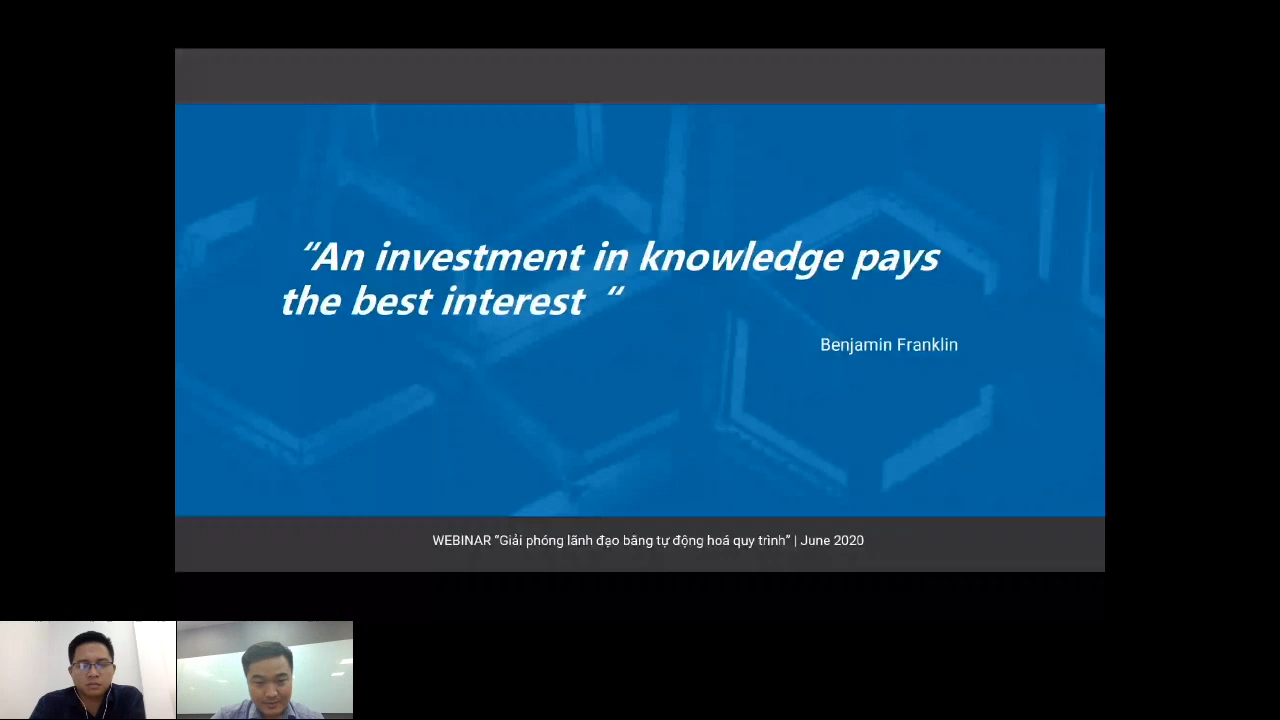 “An investment in knowledge pays
the best interest “
Benjamin Franklin
WEBINAR “Giải phóng lãnh đạo bằng tự động hoá quy trình” | June 2020